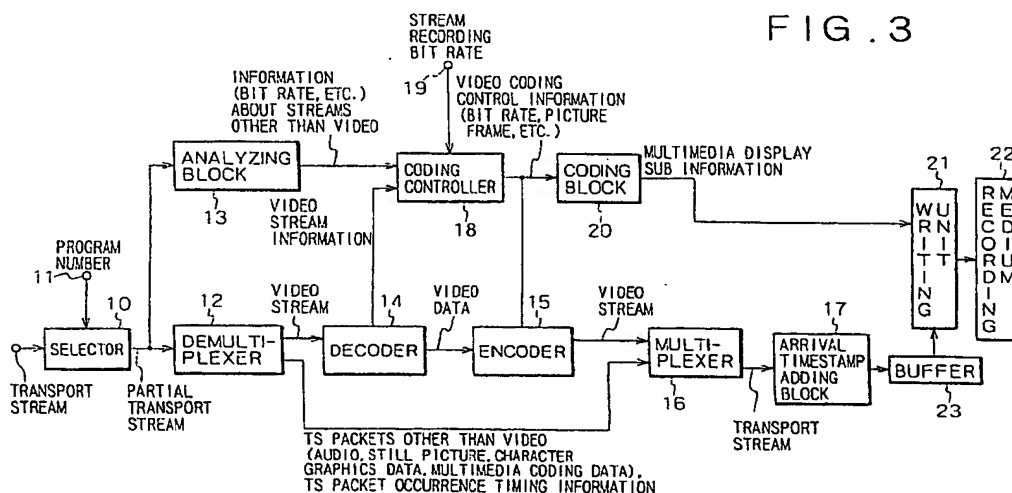 FIG.3
STREAM
RECORDING
BIT RATE
19
INFORMATION
(BIT RATE, ETC.)
ABOUT STREAMS
OTHER THAN VIDEO
VIDEO CODING
CONTROL INFORMATION
(BIT RATE, PICTURE
FRAME, ETC.)
ANALYZING
BLOCK
13
CODING
CONTROLLER
18
CODING
BLOCK
20
MULTIMEDIA DISPLAY
SUB INFORMATION
21
WRITING
UNIT
22
RECORDING
MEDIUM
VIDEO
STREAM
INFORMATION
PROGRAM
NUMBER
11
10
SELECTOR
TRANSPORT
STREAM
PARTIAL
TRANSPORT
STREAM
12
DEMULTI-
PLEXER
VIDEO
STREAM
14
DECODER
VIDEO
DATA
15
ENCODER
VIDEO
STREAM
MULTI-
PLEXER
16
TRANSPORT
STREAM
17
ARRIVAL
TIMESTAMP
ADDING
BLOCK
BUFFER
23
TS PACKETS OTHER THAN VIDEO
(AUDIO, STILL PICTURE, CHARACTER
GRAPHICS DATA, MULTIMEDIA CODING DATA),
TS PACKET OCCURRENCE TIMING INFORMATION